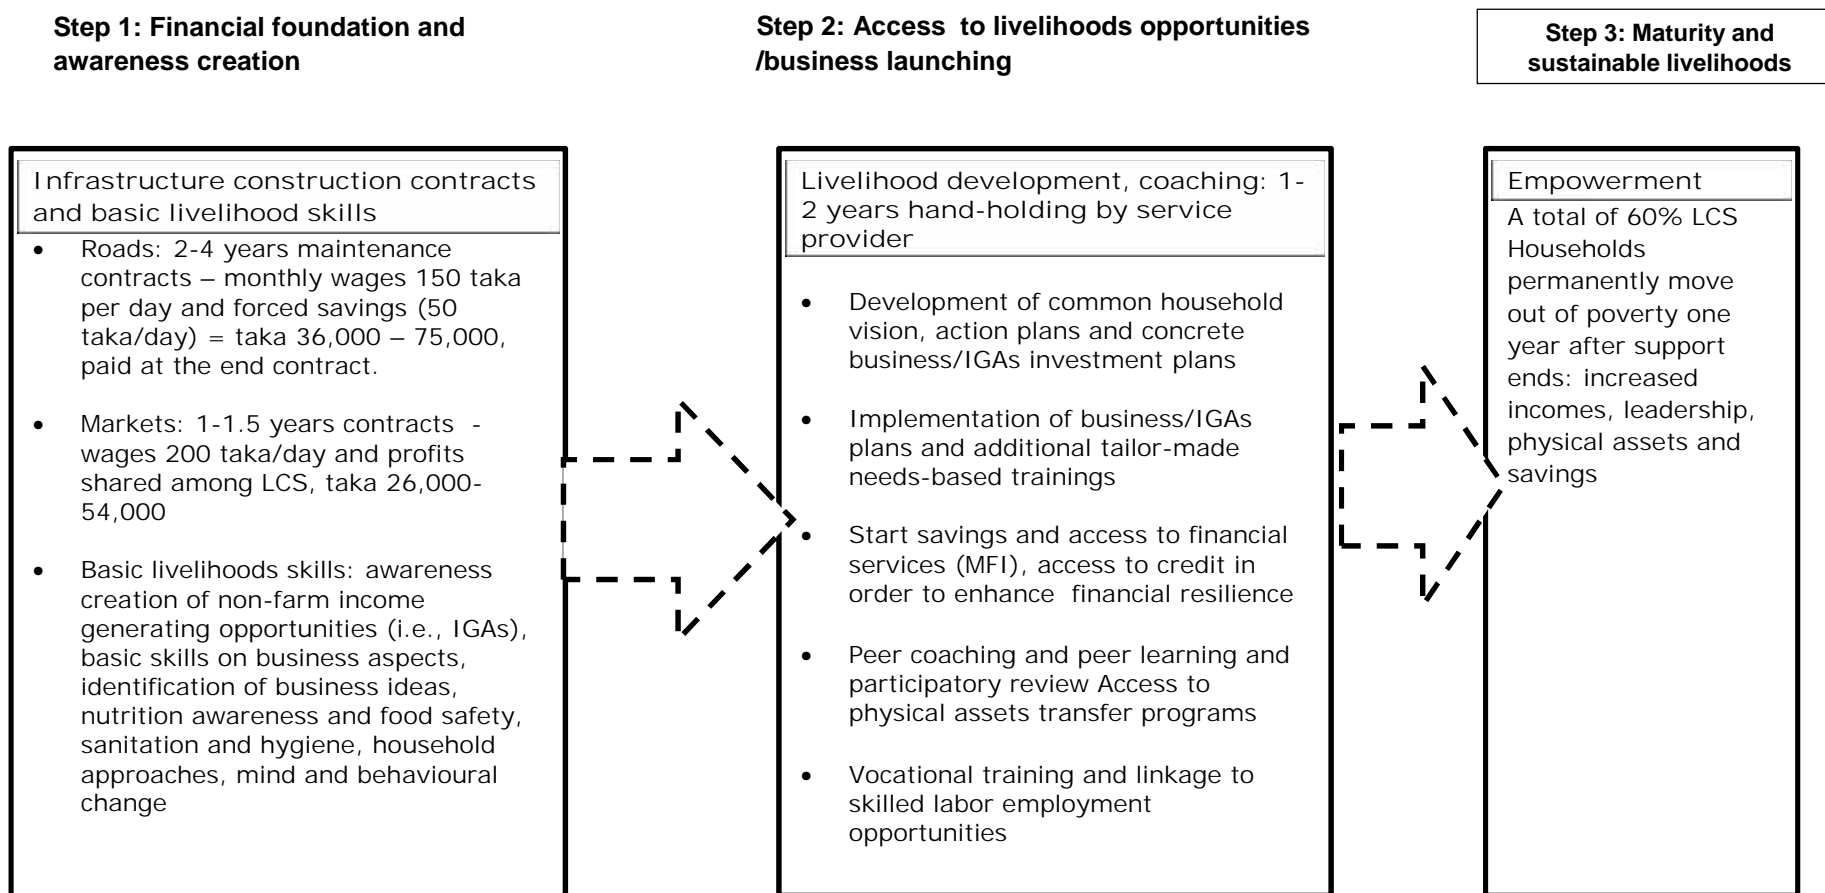 Step 1: Financial foundation and
awareness creation
Step 2: Access to livelihoods opportunities
/business launching
Step 3: Maturity and
sustainable livelihoods
Infrastructure construction contracts
and basic livelihood skills
• Roads: 2-4 years maintenance
contracts – monthly wages 150 taka
per day and forced savings (50
taka/day) = taka 36,000 – 75,000,
paid at the end contract.
• Markets: 1-1.5 years contracts -
wages 200 taka/day and profits
shared among LCS, taka 26,000-
54,000
• Basic livelihoods skills: awareness
creation of non-farm income
generating opportunities (i.e., IGAs),
basic skills on business aspects,
identification of business ideas,
nutrition awareness and food safety,
sanitation and hygiene, household
approaches, mind and behavioural
change
Livelihood development, coaching: 1-
2 years hand-holding by service
provider
• Development of common household
vision, action plans and concrete
business/IGAs investment plans
• Implementation of business/IGAs
plans and additional tailor-made
needs-based trainings
• Start savings and access to financial
services (MFI), access to credit in
order to enhance financial resilience
• Peer coaching and peer learning and
participatory review Access to
physical assets transfer programs
• Vocational training and linkage to
skilled labor employment
opportunities
Empowerment
A total of 60% LCS
Households
permanently move
out of poverty one
year after support
ends: increased
incomes, leadership,
physical assets and
savings